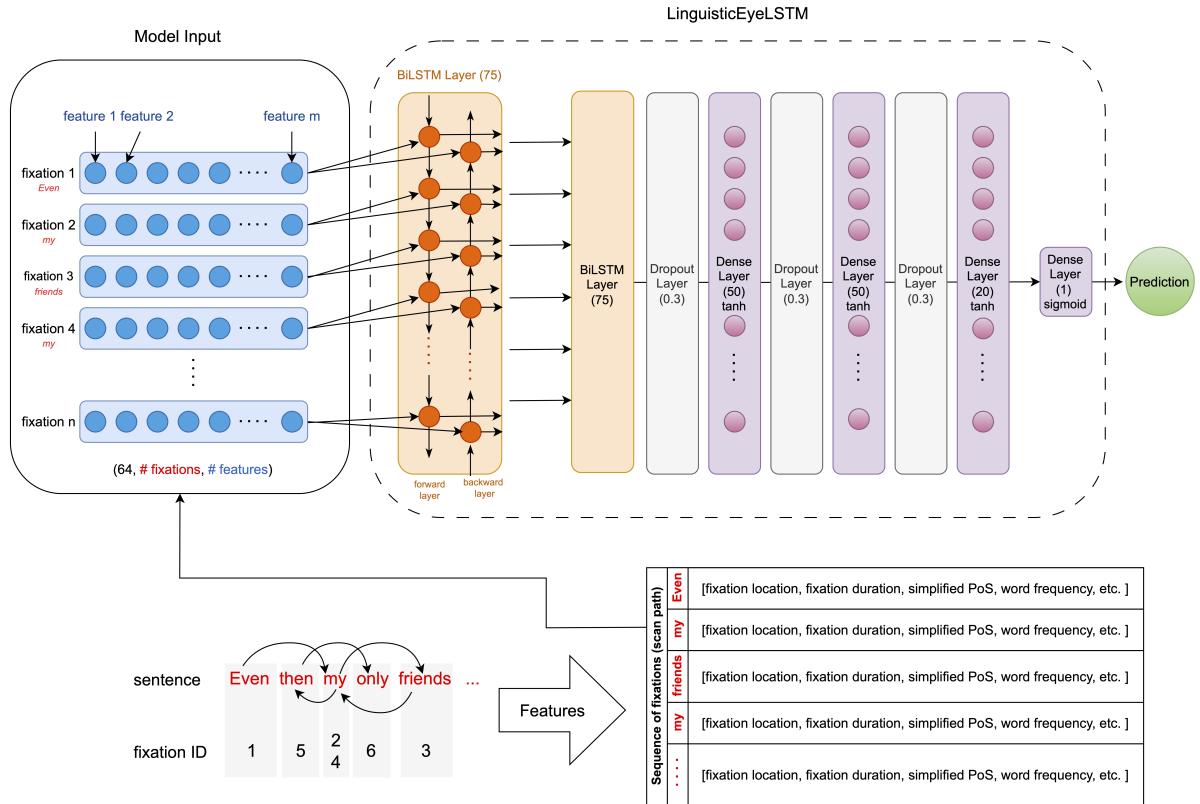 LinguisticEyeLSTM
Model Input
BiLSTM Layer (75)
feature 1 feature 2 feature m
fixation 1
Even
fixation 2
my
fixation 3
friends
fixation 4
my
fixation n
(64, # fixations, # features)
forward
layer
backward
layer
BiLSTM
Layer
(75)
Dropout
Layer
(0.3)
Dense
Layer
(50)
tanh
Dropout
Layer
(0.3)
Dense
Layer
(50)
tanh
Dropout
Layer
(0.3)
Dense
Layer
(20)
tanh
Dense
Layer
(1)
sigmoid
Prediction
sentence Even then my only friends ...
fixation ID 1 5 2 6 3
4
Features
Sequence of fixations (scan path)
Even [fixation location, fixation duration, simplified PoS, word frequency, etc. ]
my [fixation location, fixation duration, simplified PoS, word frequency, etc. ]
friends [fixation location, fixation duration, simplified PoS, word frequency, etc. ]
my [fixation location, fixation duration, simplified PoS, word frequency, etc. ]
. . . . [fixation location, fixation duration, simplified PoS, word frequency, etc. ]